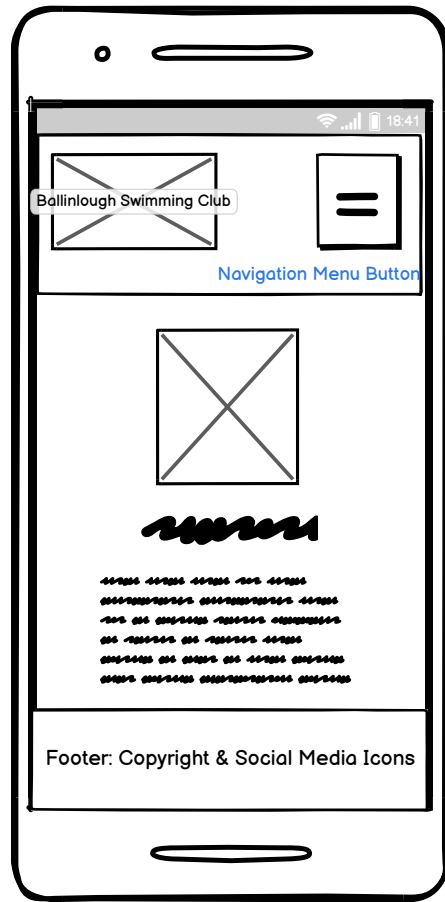 18:41
Ballinlough Swimming Club
Navigation Menu Button
Footer: Copyright & Social Media Icons